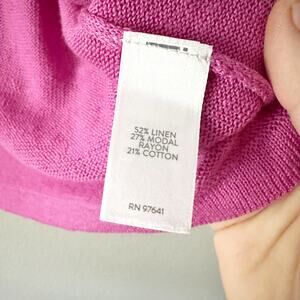 52% LINEN
27% MODAL
RAYON
21% COTTON
RN 97641